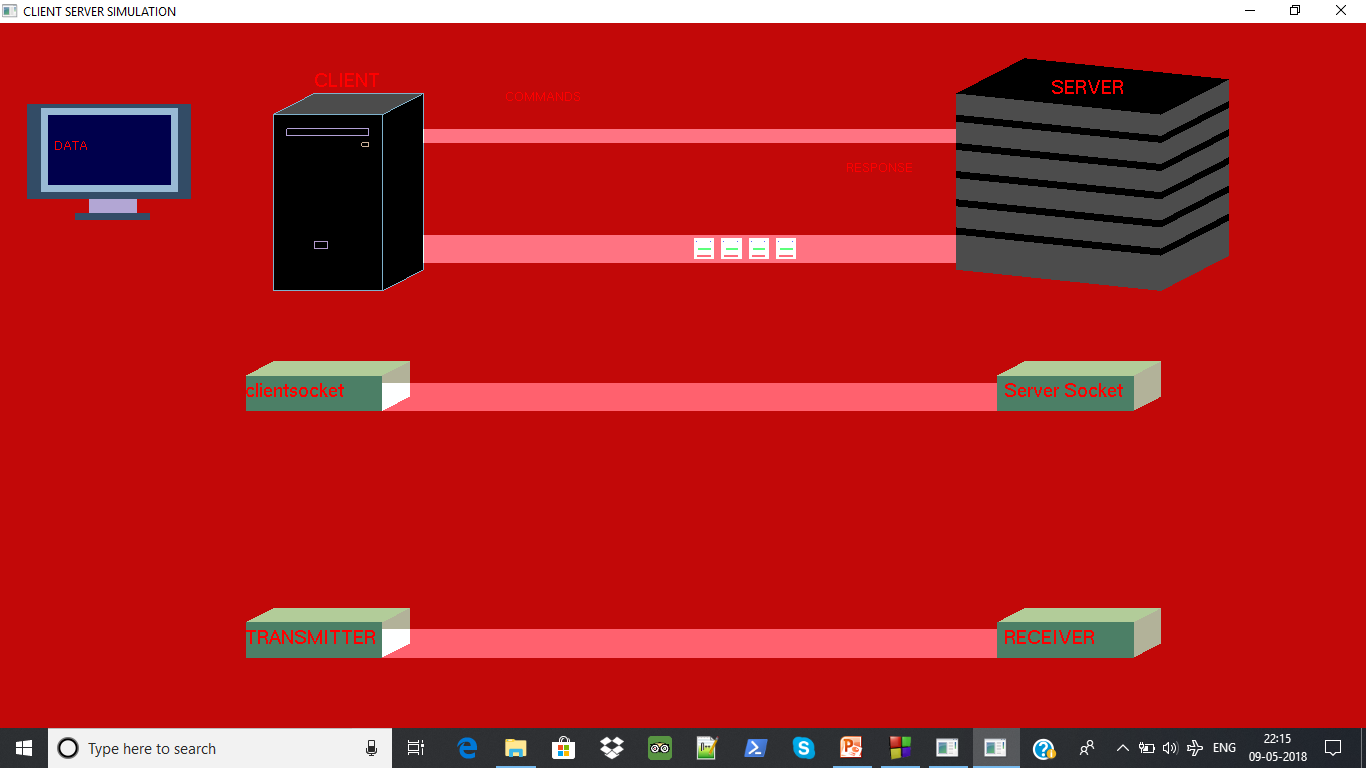 CLIENT SERVER SIMULATION
CLIENT
SERVER
COMMANDS
DATA
RESPONSE
clientsocket
Server Socket
TRANSMITTER
RECEIVER
Type here to search
ENG
22:15
09-05-2018